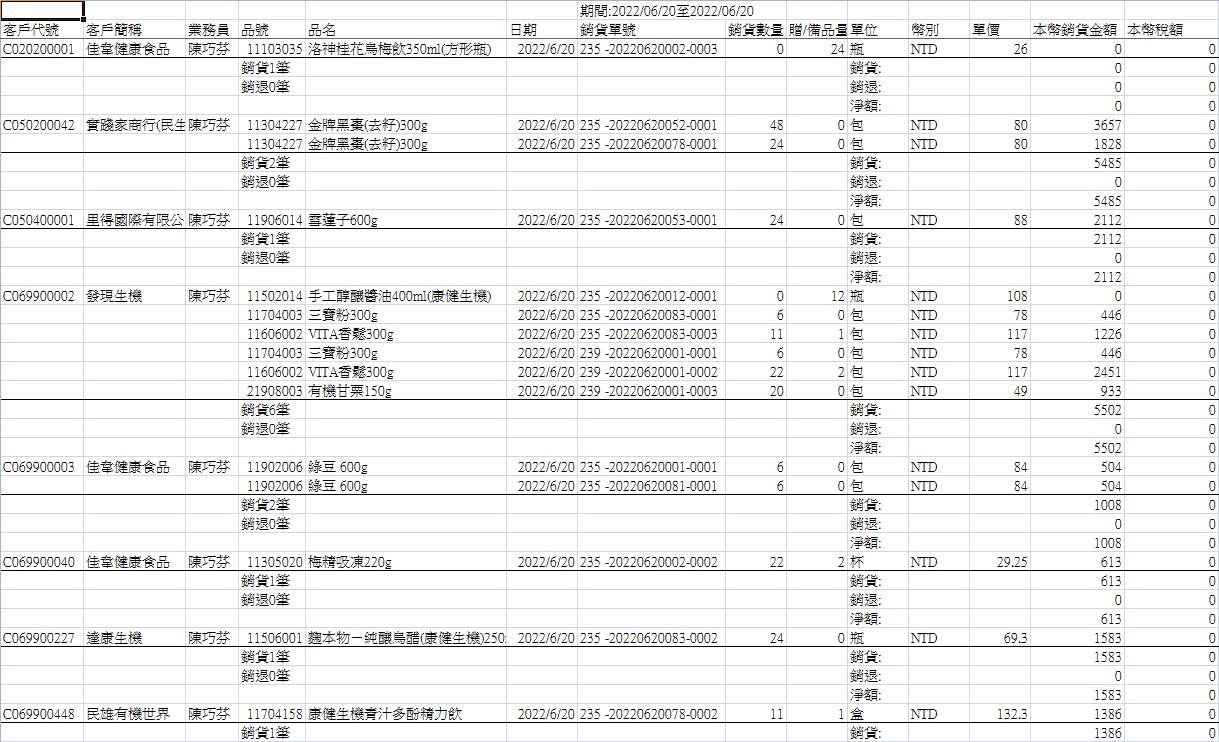 期間:2022/06/20至2022/06/20
客戶代號 客戶簡稱 業務員 品號 品名 日期 銷貨單號 銷貨數量 贈/備品量 單位 幣別 單價 本幣銷貨金額 本幣稅額
C020200001 佳韋健康食品 陳巧芬 11103035 洛神桂花烏梅飲350ml(方形瓶) 2022/6/20 235 -20220620002-0003 0 24 瓶 NTD 26 0 0
銷貨1筆 銷貨: 0 0
銷退0筆 銷退: 0 0
淨額: 0 0
C050200042 實踐家商行(民生 陳巧芬 11304227 金牌黑棗(去籽)300g 2022/6/20 235 -20220620052-0001 48 0 包 NTD 80 3657 0
11304227 金牌黑棗(去籽)300g 2022/6/20 235 -20220620078-0001 24 0 包 NTD 80 1828 0
銷貨2筆 銷貨: 5485 0
銷退0筆 銷退: 0 0
淨額: 5485 0
C050400001 里得國際有限公 陳巧芬 11906014 雪蓮子600g 2022/6/20 235 -20220620053-0001 24 0 包 NTD 88 2112 0
銷貨1筆 銷貨: 2112 0
銷退0筆 銷退: 0 0
淨額: 2112 0
C069900002 發現生機 陳巧芬 11502014 手工醇釀醬油400ml(康健生機) 2022/6/20 235 -20220620012-0001 0 12 瓶 NTD 108 0 0
11704003 三寶粉300g 2022/6/20 235 -20220620083-0001 6 0 包 NTD 78 446 0
11606002 VITA香鬆300g 2022/6/20 235 -20220620083-0003 11 1 包 NTD 117 1226 0
11704003 三寶粉300g 2022/6/20 239 -20220620001-0001 6 0 包 NTD 78 446 0
11606002 VITA香鬆300g 2022/6/20 239 -20220620001-0002 22 2 包 NTD 117 2451 0
21908003 有機甘栗150g 2022/6/20 239 -20220620001-0003 20 0 包 NTD 49 933 0
銷貨6筆 銷貨: 5502 0
銷退0筆 銷退: 0 0
淨額: 5502 0
C069900003 佳韋健康食品 陳巧芬 11902006 綠豆 600g 2022/6/20 235 -20220620001-0001 6 0 包 NTD 84 504 0
11902006 綠豆 600g 2022/6/20 235 -20220620081-0001 6 0 包 NTD 84 504 0
銷貨2筆 銷貨: 1008 0
銷退0筆 銷退: 0 0
淨額: 1008 0
C069900040 佳韋健康食品 陳巧芬 11305020 梅精吸凍220g 2022/6/20 235 -20220620002-0002 22 2 杯 NTD 29.25 613 0
銷貨1筆 銷貨: 613 0
銷退0筆 銷退: 0 0
淨額: 613 0
C069900227 達康生機 陳巧芬 11506001 麴本物－純釀烏醋(康健生機)250 2022/6/20 235 -20220620083-0002 24 0 瓶 NTD 69.3 1583 0
銷貨1筆 銷貨: 1583 0
銷退0筆 銷退: 0 0
淨額: 1583 0
C069900448 民雄有機世界 陳巧芬 11704158 康健生機青汁多酚精力飲 2022/6/20 235 -20220620078-0002 11 1 盒 NTD 132.3 1386 0
銷貨1筆 銷貨: 1386 0